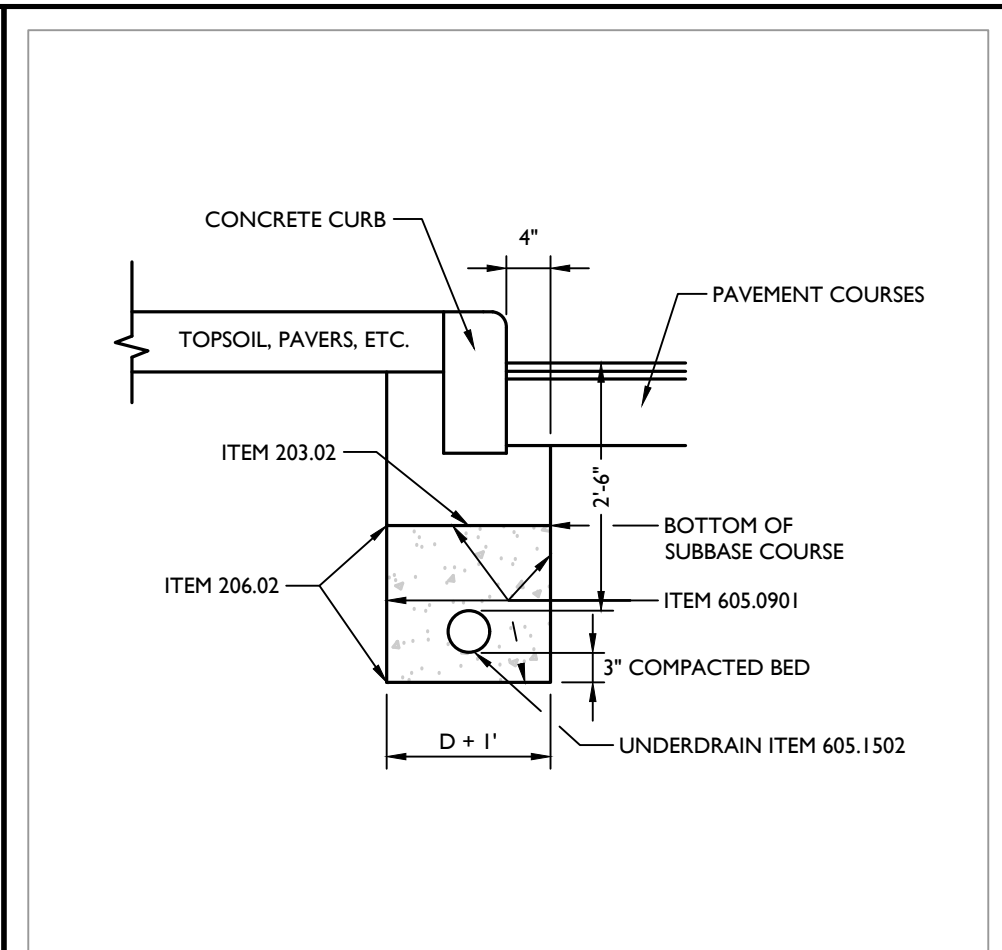 CONCRETE CURB
4"
PAVEMENT COURSES
TOPSOIL, PAVERS, ETC.
ITEM 203.02
2'-6"
BOTTOM OF
SUBBASE COURSE
ITEM 206.02
ITEM 605.0901
3" COMPACTED BED
D + 1'
UNDERDRAIN ITEM 605.1502